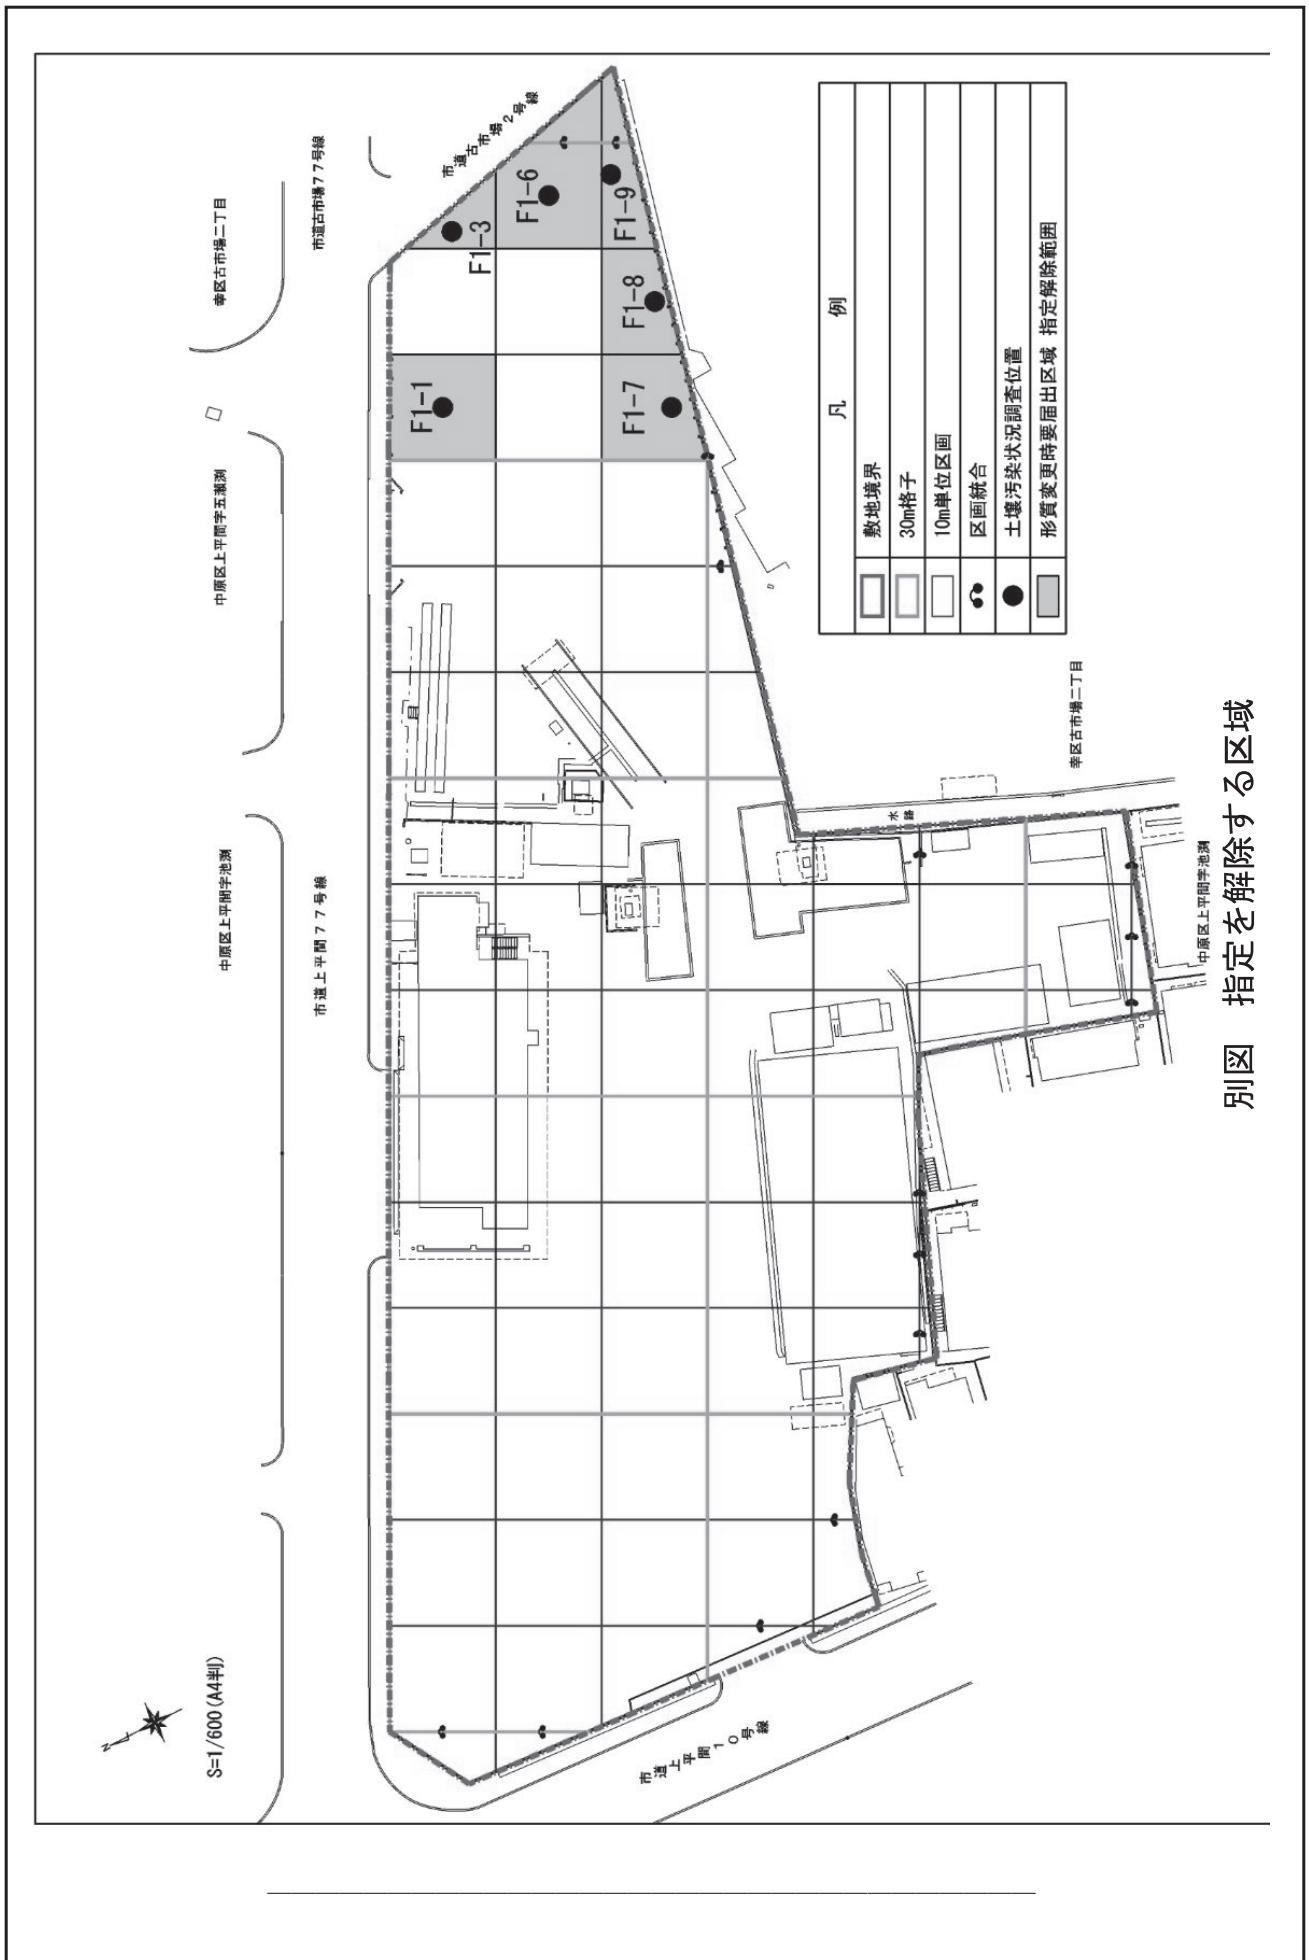 S=1/600(A4判)
中原区上平間字池渕
中原区上平間字五瀬渕
幸区古市場二丁目
市道上平間77号線
市道古市場77号線
市道古市場2号線
F1-1
F1-3
F1-6
F1-7
F1-8
F1-9
市道上平間10号線
水路
幸区古市場二丁目
中原区上平間字池渕
凡 例
敷地境界
30m格子
10m単位区画
区画統合
土壌汚染状況調査位置
形質変更時要届出区域 指定解除範囲
別図 指定を解除する区域